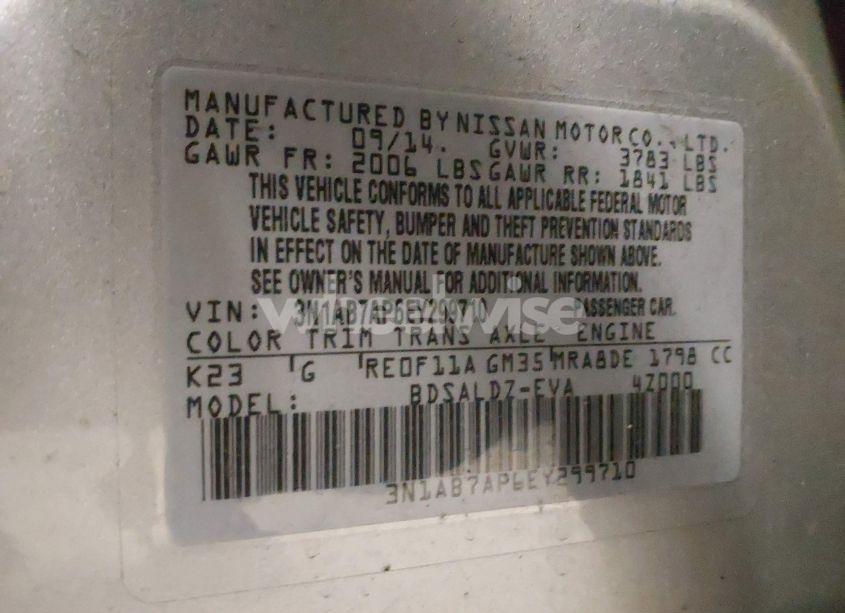 MANUFACTURED BY NISSAN MOTOR CO., LTD.
DATE: 09/14. GVWR: 3783 LBS
GAWR FR: 2006 LBS GAWR RR: 1841 LBS
THIS VEHICLE CONFORMS TO ALL APPLICABLE FEDERAL MOTOR
VEHICLE SAFETY, BUMPER AND THEFT PREVENTION STANDARDS
IN EFFECT ON THE DATE OF MANUFACTURE SHOWN ABOVE.
SEE OWNER'S MANUAL FOR ADDITIONAL INFORMATION.
VIN: 3N1AB7AP6EY299710 PASSENGER CAR.
COLOR TRIM TRANS AXLE ENGINE
K23 G RE0F11A GM35 MRA8DE 1798 CC
MODEL: BDSALDZ-EVA 4Z000
3N1AB7AP6EY299710